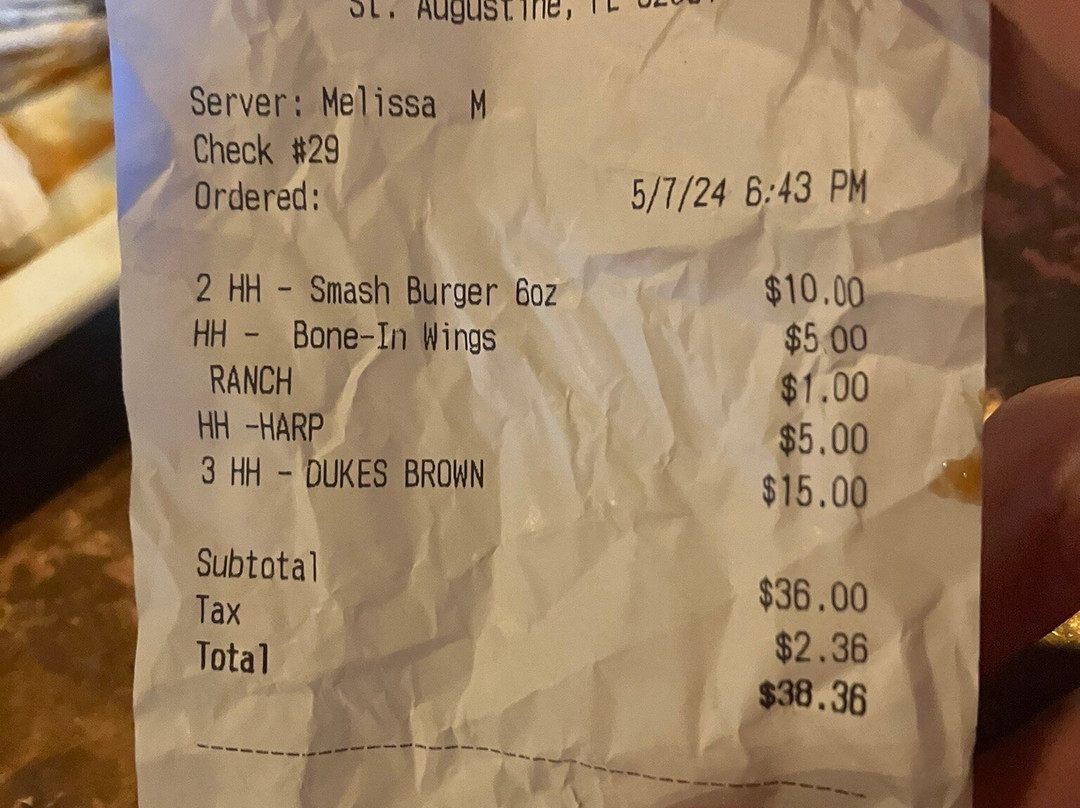 St. Augustine, FL
Server: Melissa M
Check #29
Ordered: 5/7/24 6:43 PM
2 HH - Smash Burger 6oz $10.00
HH - Bone-In Wings $5.00
RANCH $1.00
HH -HARP $5.00
3 HH - DUKES BROWN $15.00
Subtotal $36.00
Tax $2.36
Total $38.36